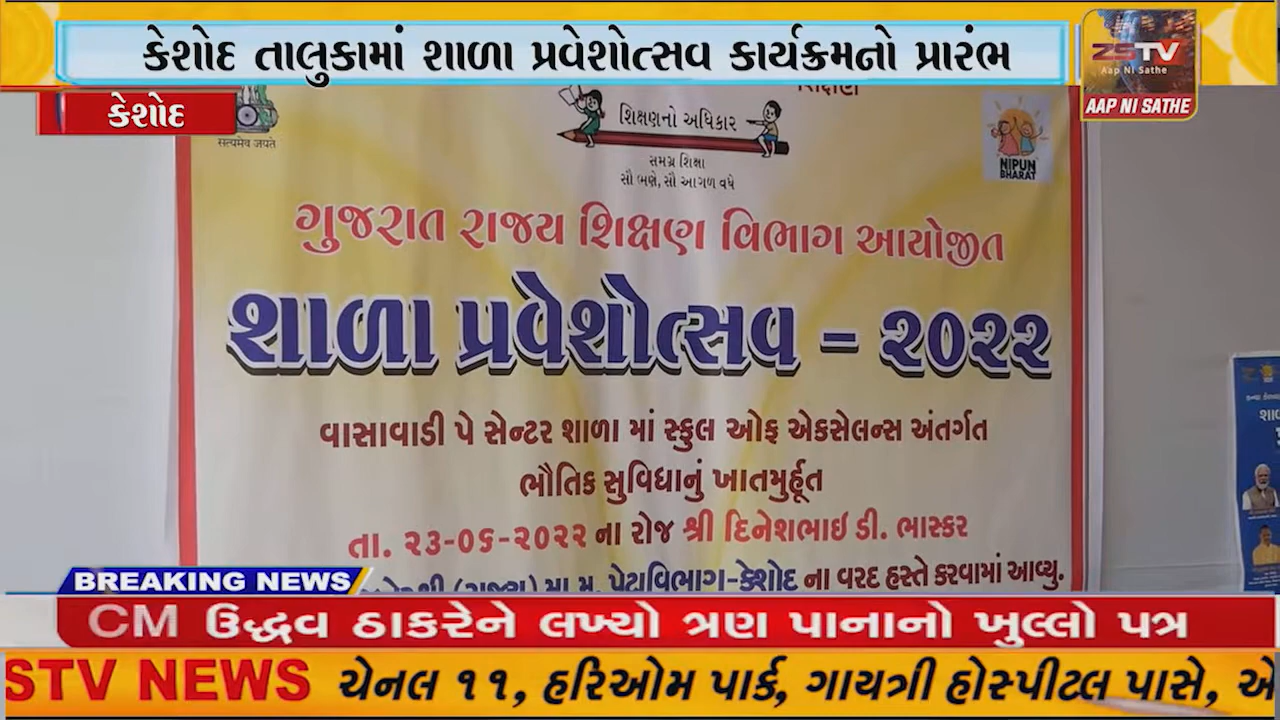 કેશોદ તાલુકામાં શાળા પ્રવેશોત્સવ કાર્યક્રમનો પ્રારંભ
ZSTV
Aap Ni Sathe
AAP NI SATHE
કેશોદ
સત્યમેવ જયતે
શિક્ષણનો અધિકાર
સમગ્ર શિક્ષા
સૌ ભણે, સૌ આગળ વધે
NIPUN
BHARAT
ગુજરાત રાજય શિક્ષણ વિભાગ આયોજીત
શાળા પ્રવેશોત્સવ - ૨૦૨૨
વાસાવાડી પે સેન્ટર શાળા માં સ્કુલ ઓફ એકસેલન્સ અંતર્ગત
ભૌતિક સુવિધાનું ખાતમુર્હૂત
તા. ૨૩-૦૬-૨૦૨૨ ના રોજ શ્રી દિનેશભાઇ ડી. ભાસ્કર
મા.મ. પેટાવિભાગ-કેશોદ ના વરદ હસ્તે કરવામાં આવ્યુ.
BREAKING NEWS
CM ઉદ્ધવ ઠાકરેને લખ્યો ત્રણ પાનાનો ખુલ્લો પત્ર
STV NEWS ચેનલ ૧૧, હરિઓમ પાર્ક, ગાયત્રી હોસ્પીટલ પાસે, એ